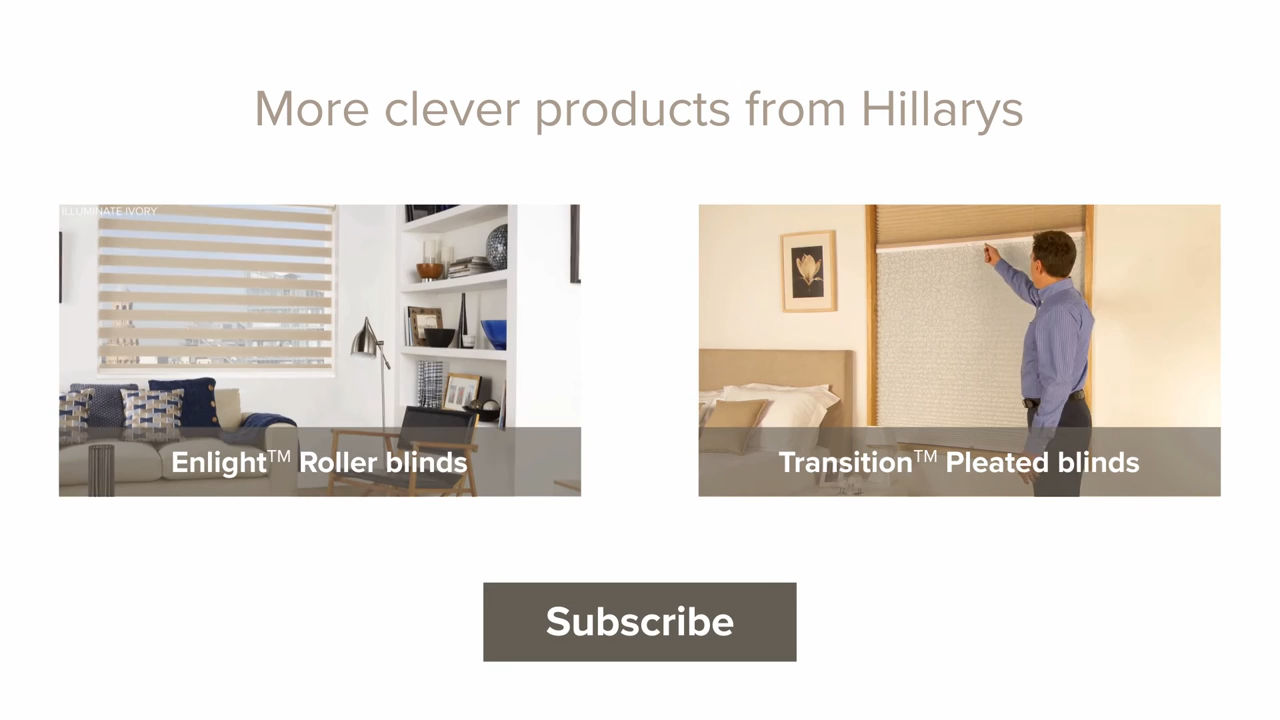 More clever products from Hillarys
ILLUMINATE IVORY
Enlight™ Roller blinds
Transition™ Pleated blinds
Subscribe